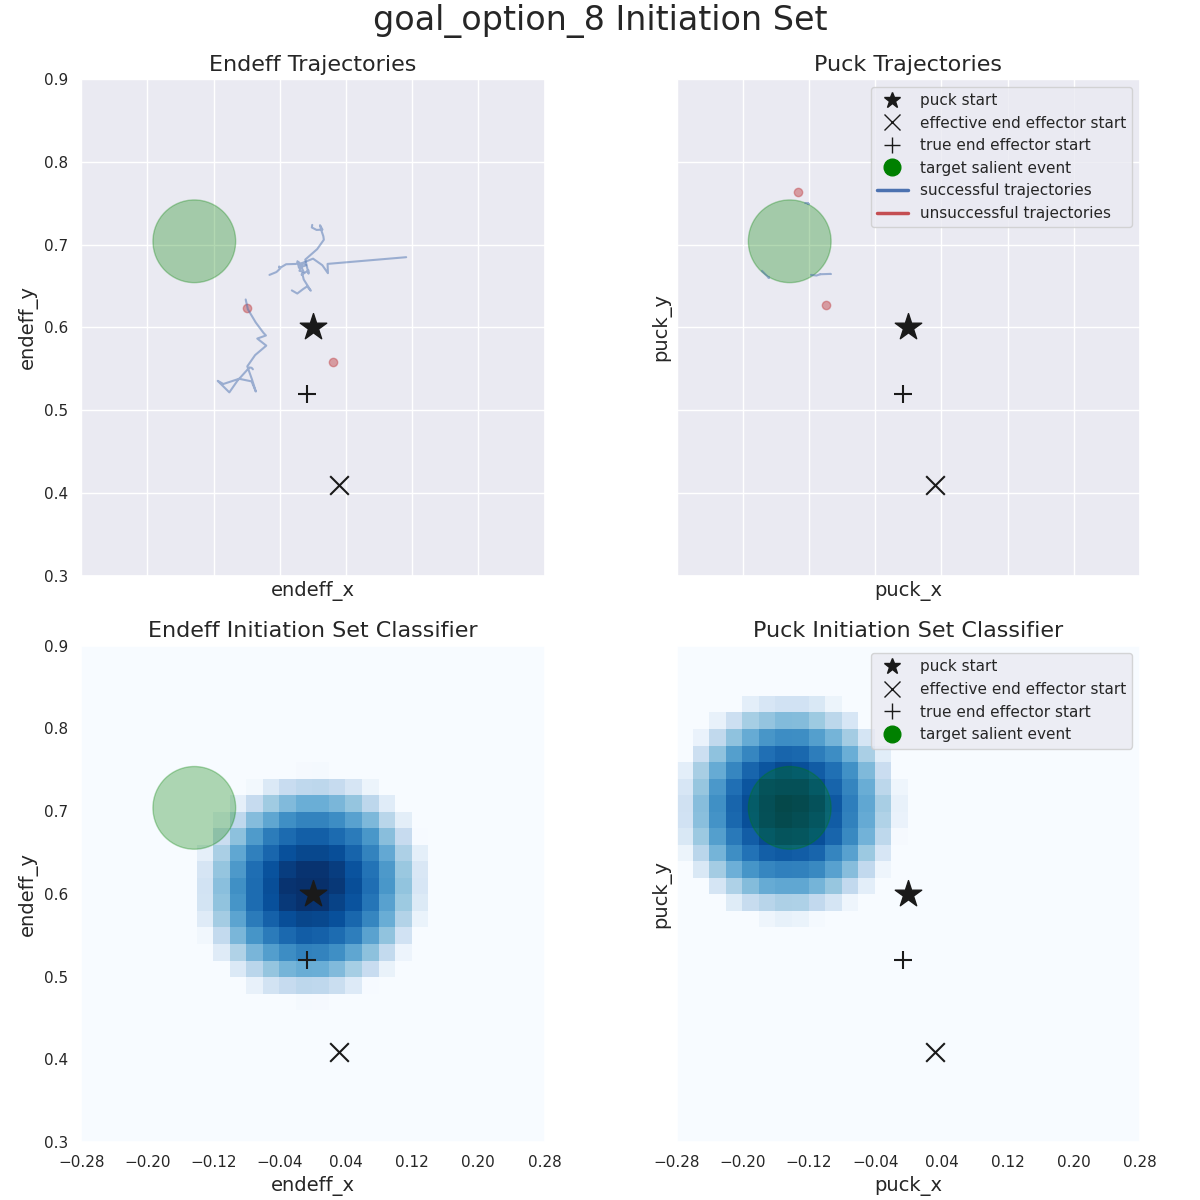 goal_option_8 Initiation Set
Endeff Trajectories
0.9
0.8
0.7
0.6
0.5
0.4
0.3
endeff_y
endeff_x
Puck Trajectories
puck start
effective end effector start
true end effector start
target salient event
successful trajectories
unsuccessful trajectories
puck_y
puck_x
Endeff Initiation Set Classifier
0.9
0.8
0.7
0.6
0.5
0.4
0.3
endeff_y
−0.28 −0.20 −0.12 −0.04 0.04 0.12 0.20 0.28
endeff_x
Puck Initiation Set Classifier
puck start
effective end effector start
true end effector start
target salient event
puck_y
−0.28 −0.20 −0.12 −0.04 0.04 0.12 0.20 0.28
puck_x